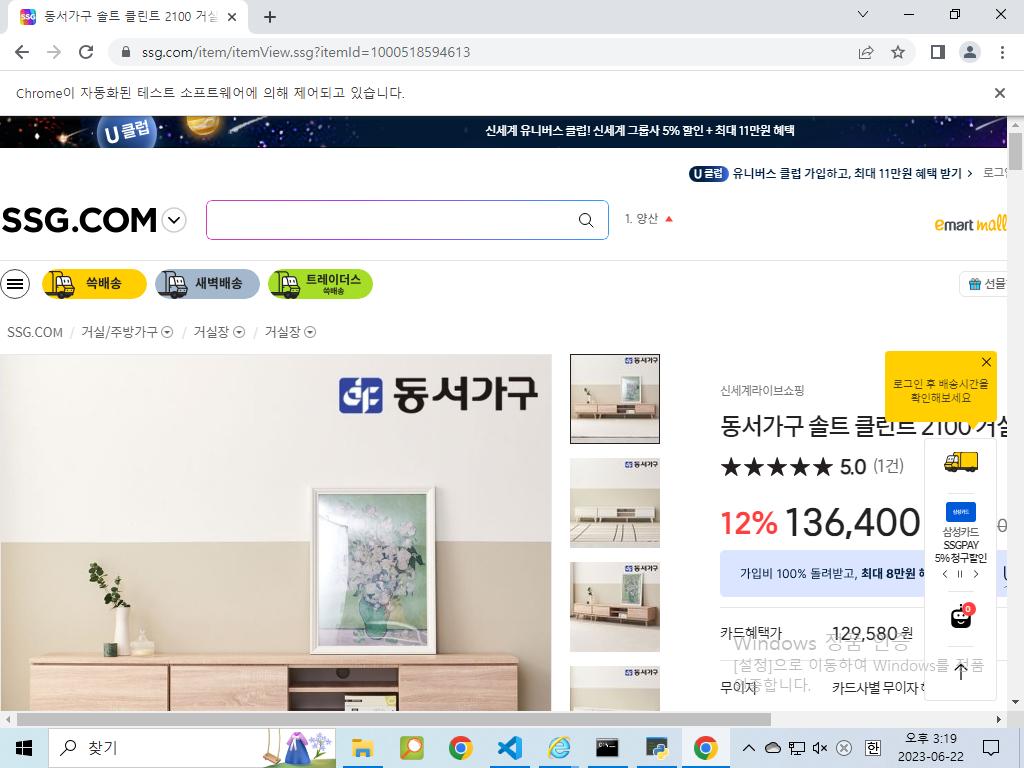 동서가구 솔트 클린트 2100 거실
ssg.com/item/itemView.ssg?itemId=1000518594613
Chrome이 자동화된 테스트 소프트웨어에 의해 제어되고 있습니다.
U 클럽
신세계 유니버스 클럽! 신세계 그룹사 5% 할인 + 최대 11만원 혜택
U 클럽 유니버스 클럽 가입하고, 최대 11만원 혜택 받기 >
SSG.COM
1. 양산
emart mall
쓱배송
새벽배송
트레이더스
쓱배송
선물
SSG.COM / 거실/주방가구 / 거실장 / 거실장
동서가구
로그인 후 배송시간을
확인해보세요
신세계라이브쇼핑
동서가구 솔트 클린트 2100 거실
★★★★★ 5.0 (1건)
12% 136,400
삼성카드
삼성카드
SSGPAY
5% 청구할인
가입비 100% 돌려받고, 최대 8만원
0
카드혜택가 129,580 원
Windows 정품 인증
[설정]으로 이동하여 Windows를 정품
인증합니다.
무이자 카드사별 무이자
찾기
한
오후 3:19
2023-06-22